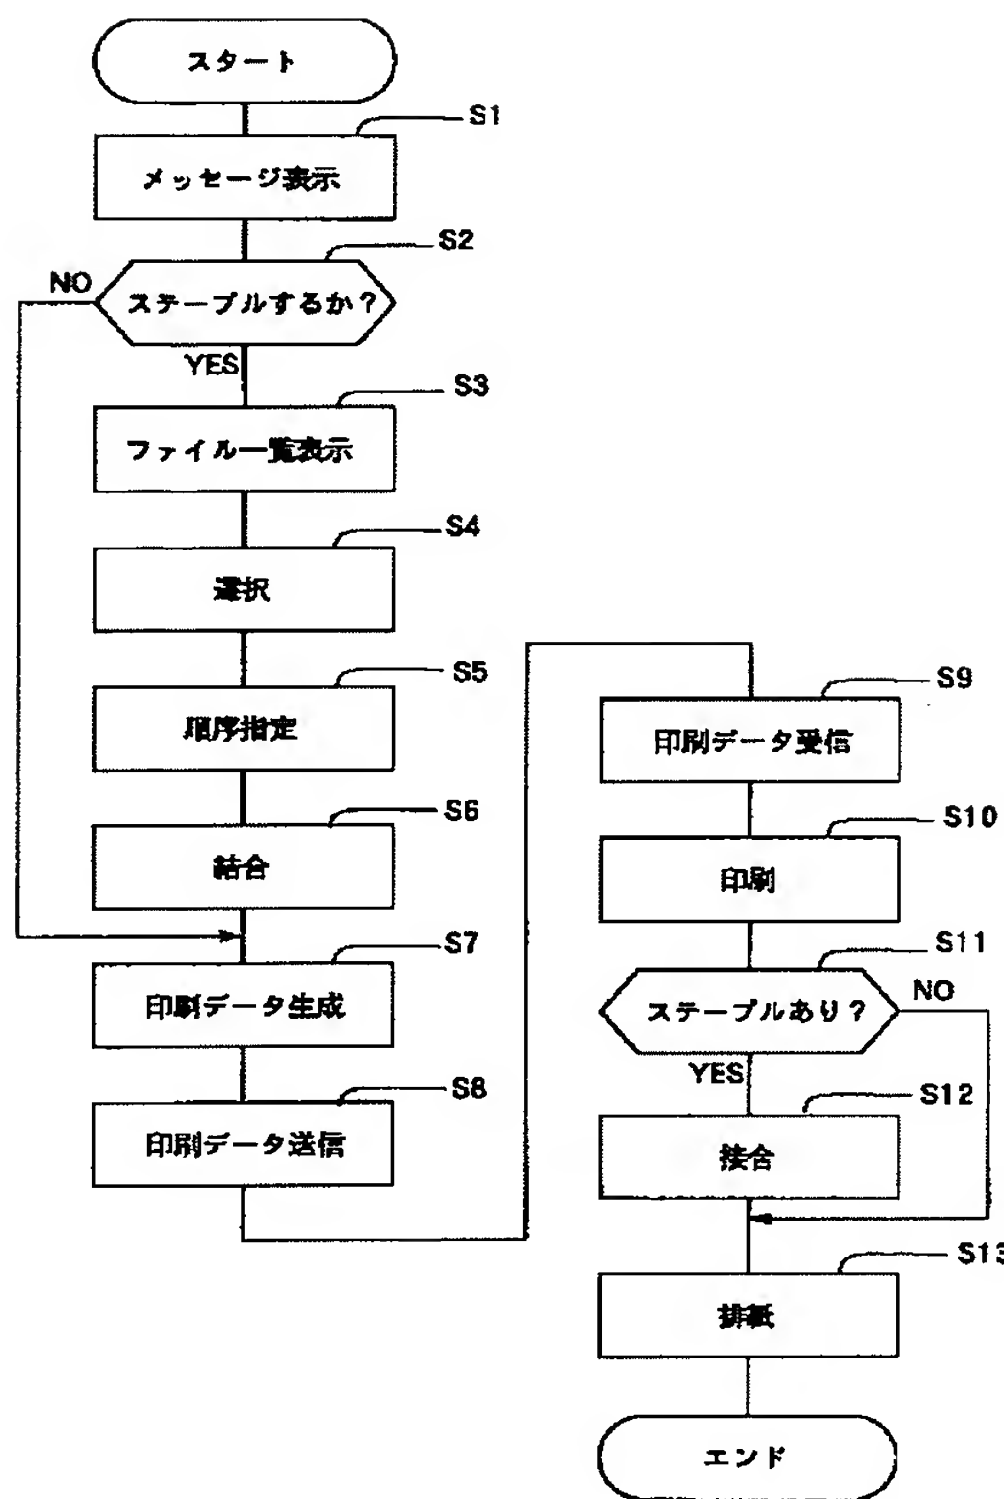 スタート
S1
メッセージ表示
S2
NO
ステープルするか？
YES
S3
ファイル一覧表示
S4
選択
S5
順序指定
S6
結合
S7
印刷データ生成
S8
印刷データ送信
S9
印刷データ受信
S10
印刷
S11
ステープルあり？
NO
YES
S12
接合
S13
排紙
エンド